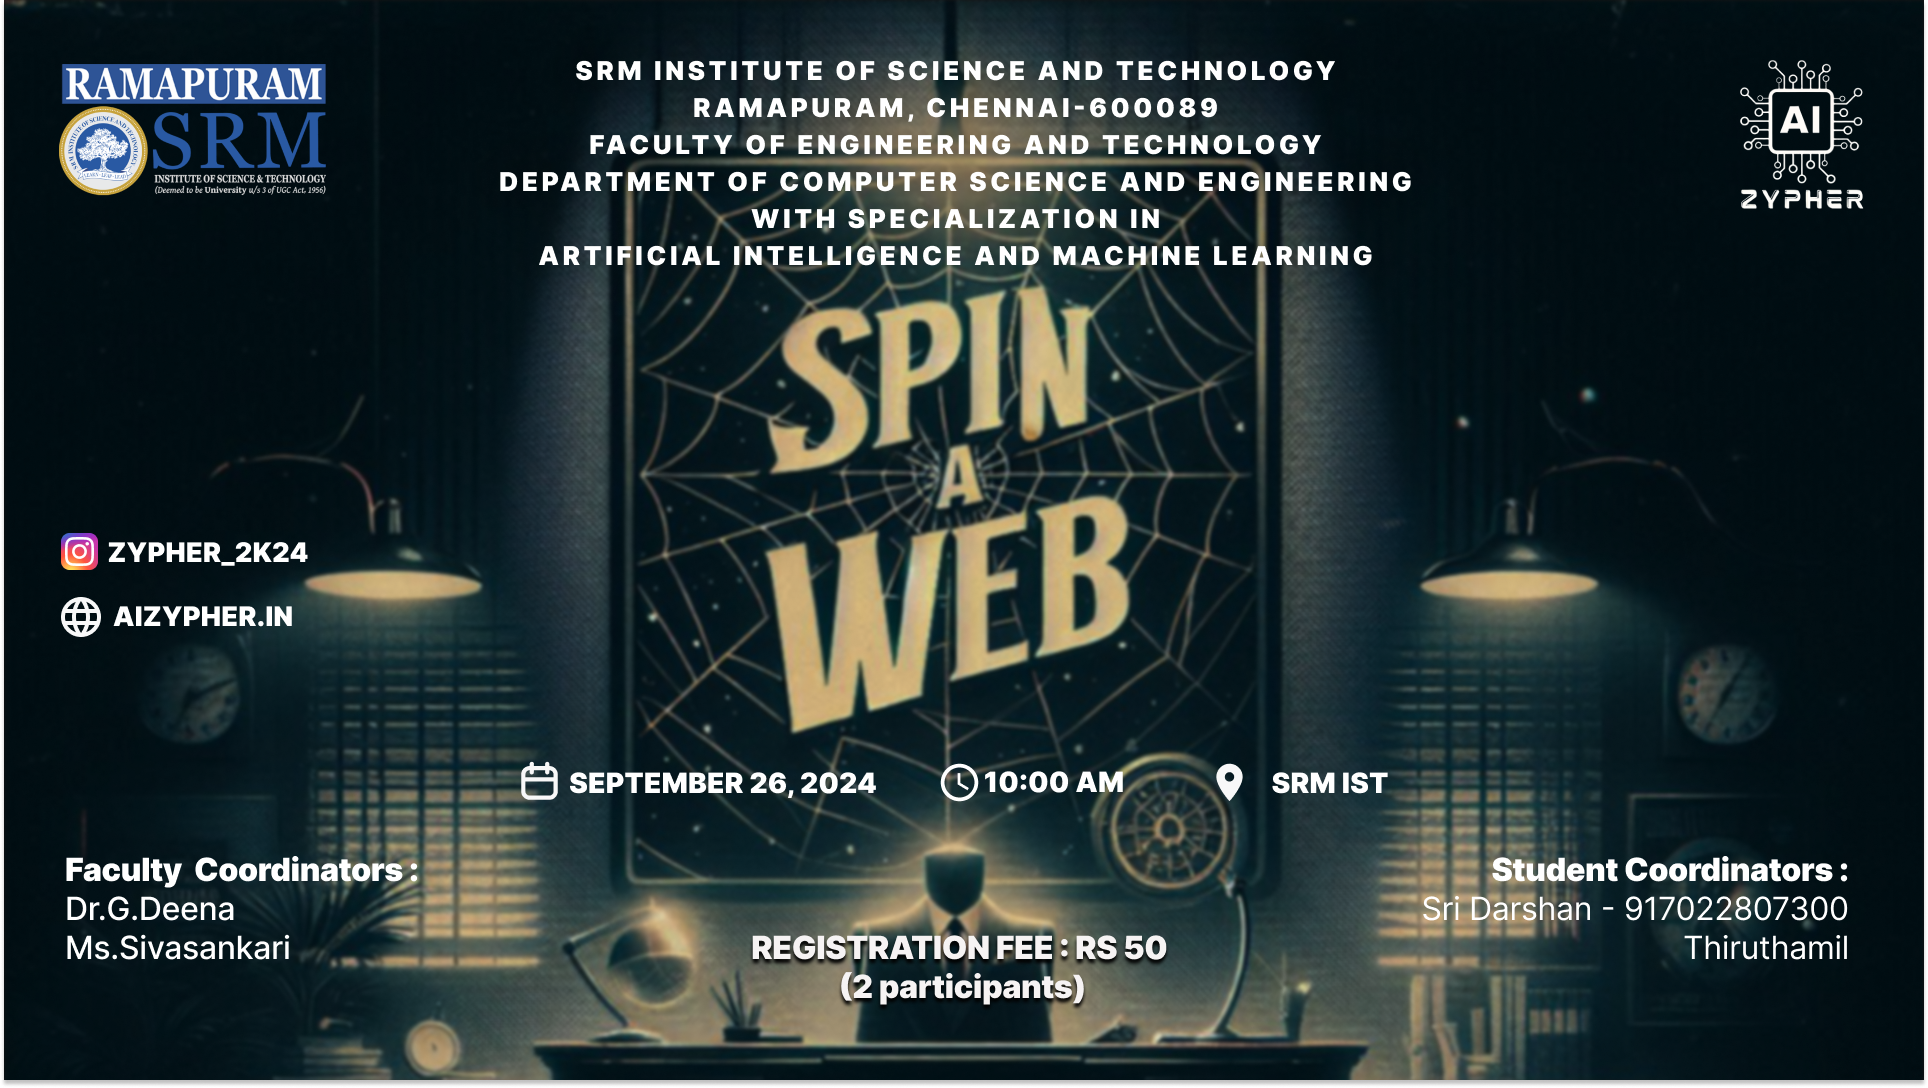 RAMAPURAM
SRM
INSTITUTE OF SCIENCE & TECHNOLOGY
(Deemed to be University u/s 3 of UGC Act, 1956)
SRM INSTITUTE OF SCIENCE AND TECHNOLOGY
RAMAPURAM, CHENNAI-600089
FACULTY OF ENGINEERING AND TECHNOLOGY
DEPARTMENT OF COMPUTER SCIENCE AND ENGINEERING
WITH SPECIALIZATION IN
ARTIFICIAL INTELLIGENCE AND MACHINE LEARNING
AI
ZYPHER
SPIN
A
WEB
ZYPHER_2K24
AIZYPHER.IN
SEPTEMBER 26, 2024
10:00 AM
SRM IST
Faculty Coordinators :
Dr.G.Deena
Ms.Sivasankari
REGISTRATION FEE : RS 50
(2 participants)
Student Coordinators :
Sri Darshan - 917022807300
Thiruthamil